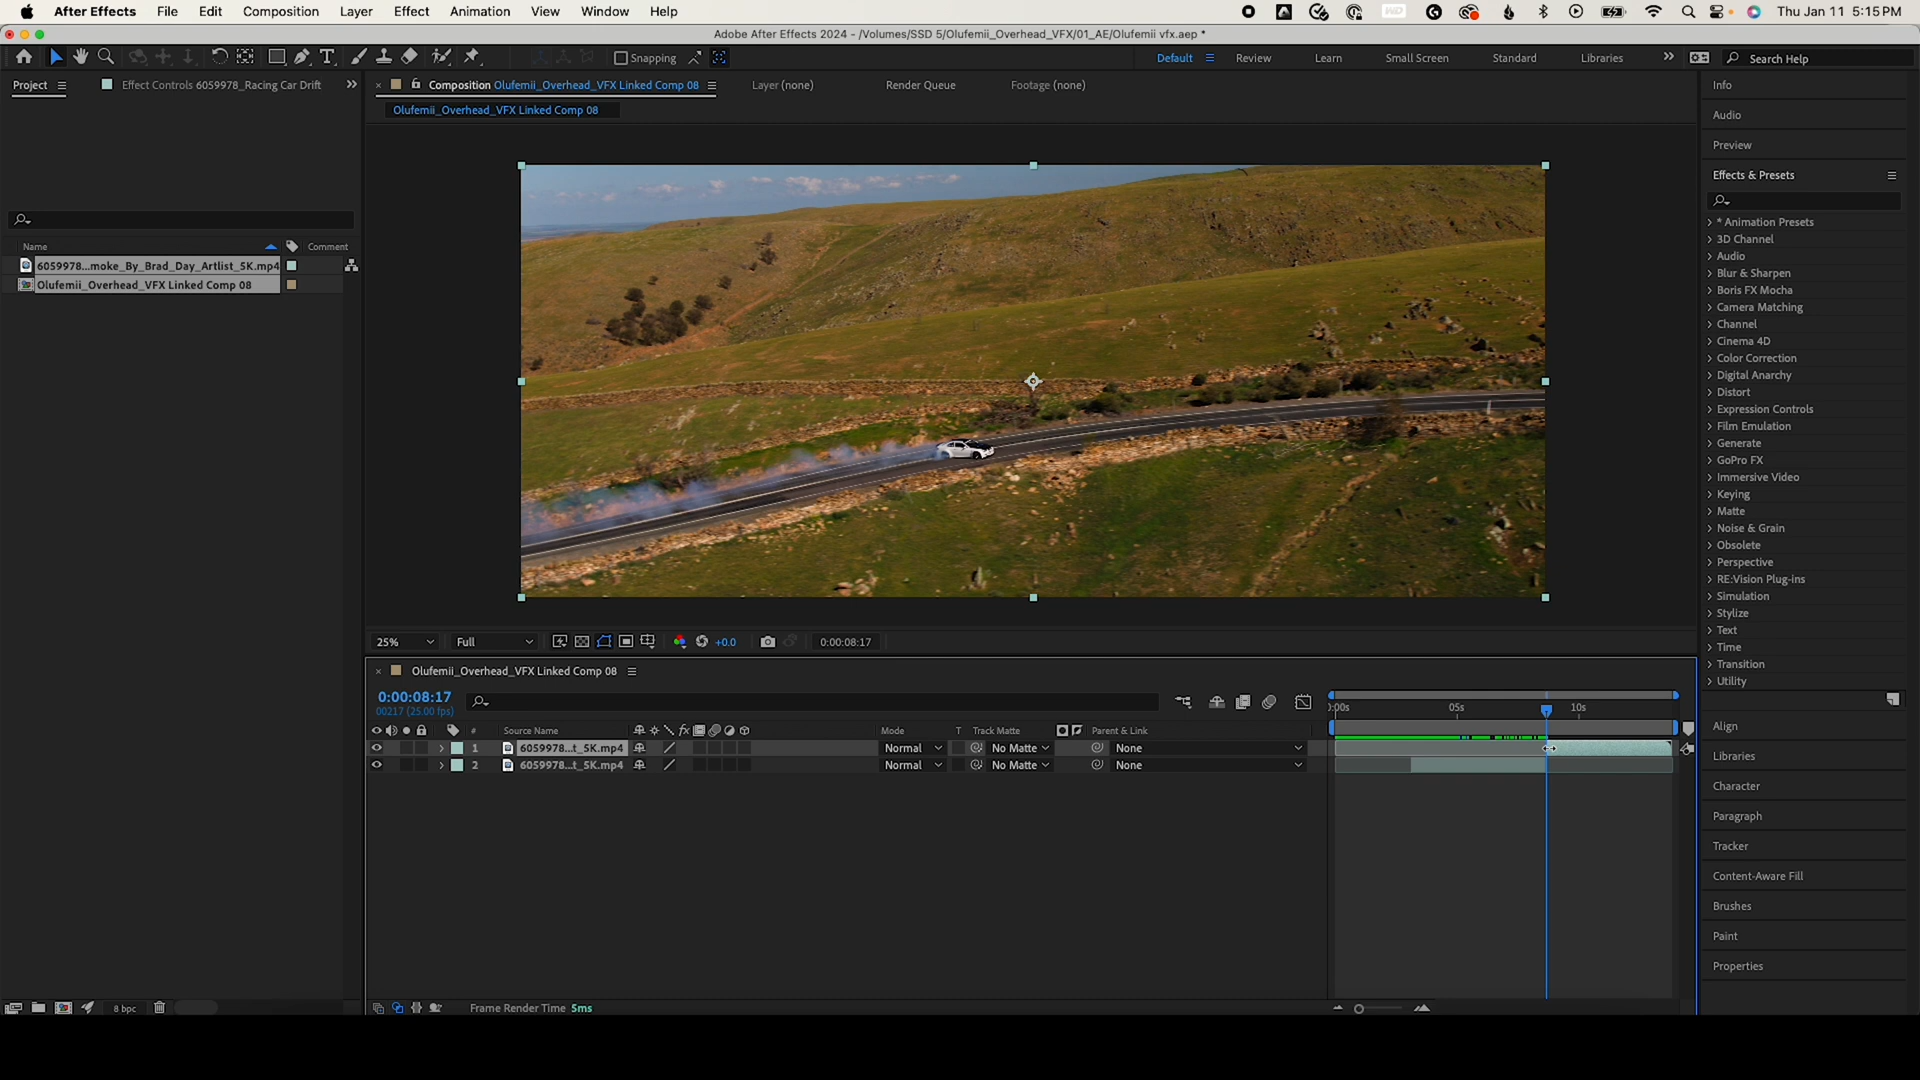 After Effects File Edit Composition Layer Effect Animation View Window Help Thu Jan 11 5:15 PM
Adobe After Effects 2024 - /Volumes/SSD 5/Olufemii_Overhead_VFX/01_AE/Olufemii vfx.aep *
Snapping Default Review Learn Small Screen Standard Libraries Search Help
Project Effect Controls 6059978_Racing Car Drift Composition Olufemii_Overhead_VFX Linked Comp 08 Layer (none) Render Queue Footage (none) Info
Olufemii_Overhead_VFX Linked Comp 08
Audio
Preview
Effects & Presets
Name Comment
6059978...moke_By_Brad_Day_Artlist_5K.mp4
Olufemii_Overhead_VFX Linked Comp 08
* Animation Presets
3D Channel
Audio
Blur & Sharpen
Boris FX Mocha
Camera Matching
Channel
Cinema 4D
Color Correction
Digital Anarchy
Distort
Expression Controls
Film Emulation
Generate
GoPro FX
Immersive Video
Keying
Matte
Noise & Grain
Obsolete
Perspective
RE:Vision Plug-ins
Simulation
Stylize
Text
Time
Transition
Utility
25% Full +0.0 0:00:08:17
Olufemii_Overhead_VFX Linked Comp 08
0:00:08:17
00217 (25.00 fps)
:00s 05s 10s
# Source Name Mode T Track Matte Parent & Link
1 6059978...t_5K.mp4 Normal No Matte None
2 6059978...t_5K.mp4 Normal No Matte None
Align
Libraries
Character
Paragraph
Tracker
Content-Aware Fill
Brushes
Paint
Properties
8 bpc Frame Render Time 5ms